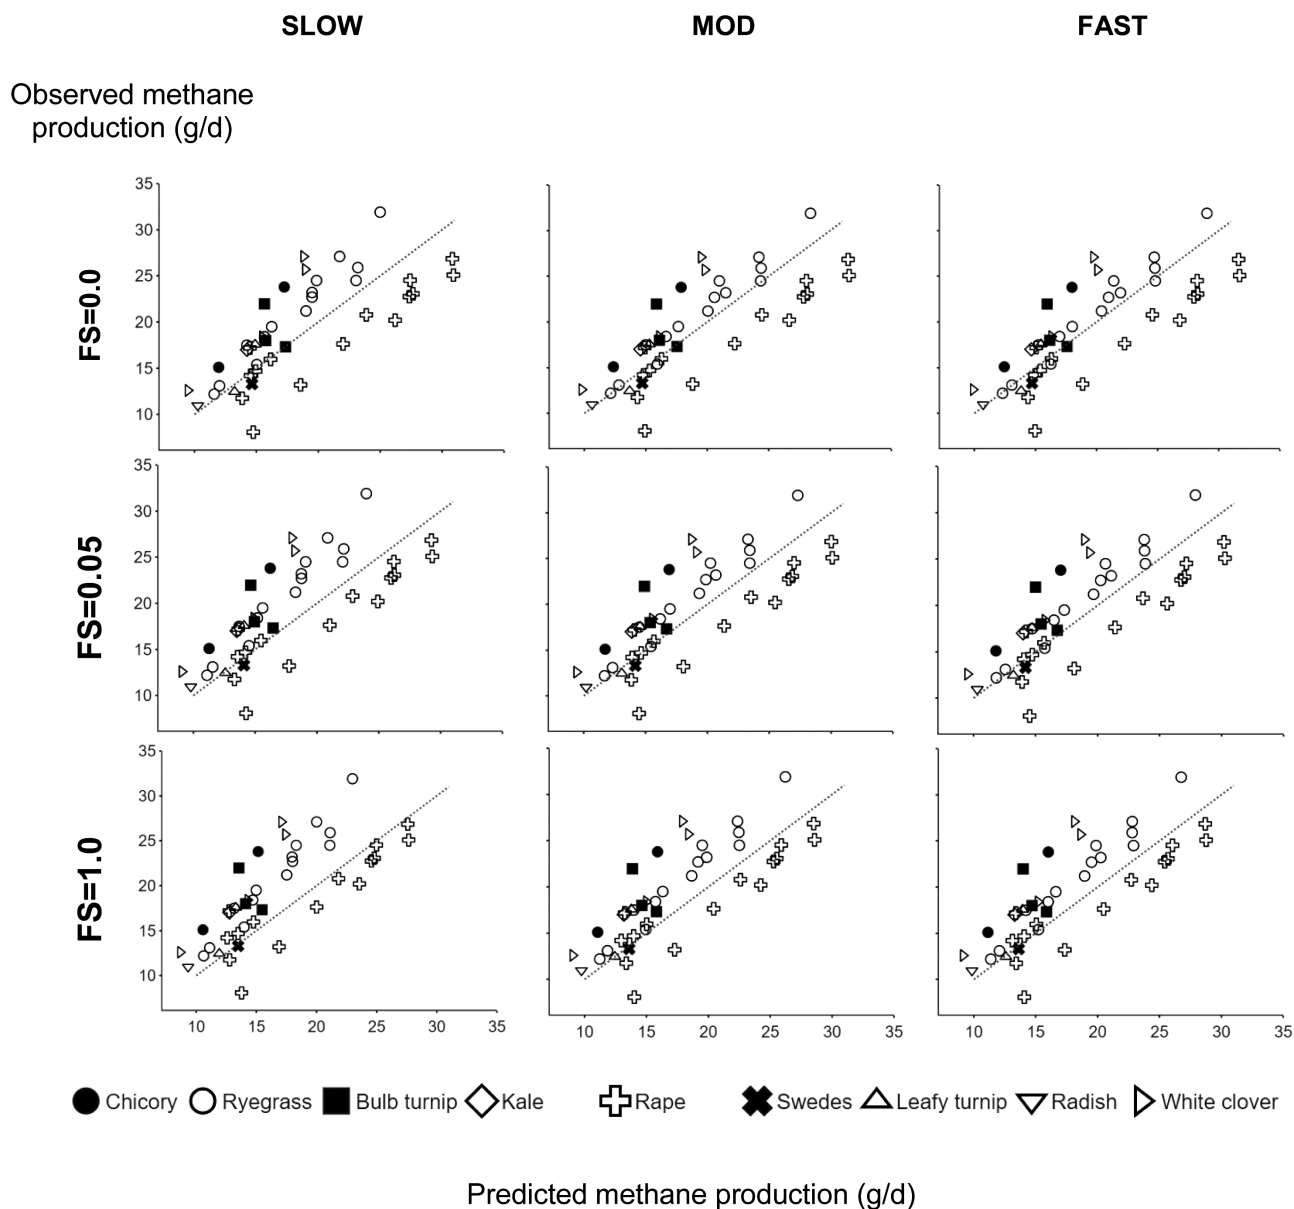 SLOW MOD FAST
Observed methane
production (g/d)
FS=0.0
35
30
25
20
15
10
FS=0.05
35
30
25
20
15
10
FS=1.0
35
30
25
20
15
10
10 15 20 25 30 35
10 15 20 25 30 35
10 15 20 25 30 35
Chicory Ryegrass Bulb turnip Kale Rape Swedes Leafy turnip Radish White clover
Predicted methane production (g/d)